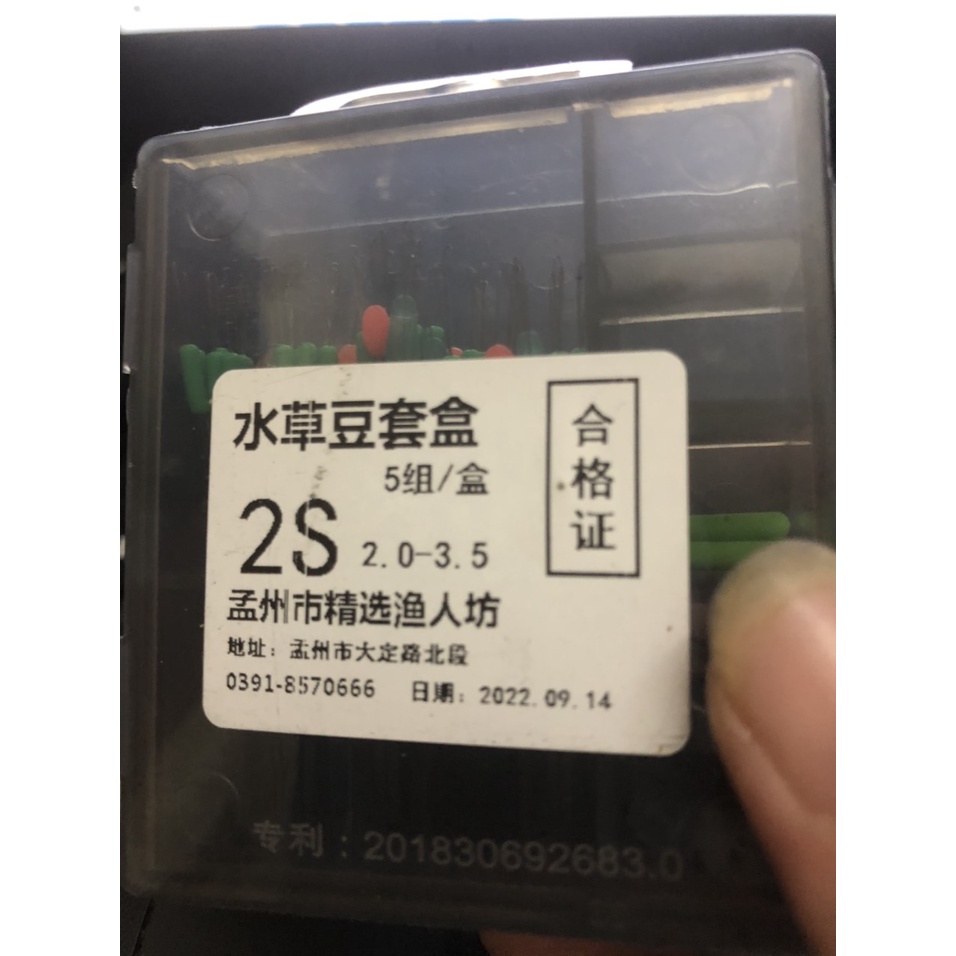 水草豆套盒
5组/盒
合格证
2S 2.0-3.5
孟州市精选渔人坊
地址：孟州市大定路北段
0391-8570666 日期：2022.09.14
专利：201830692683.0